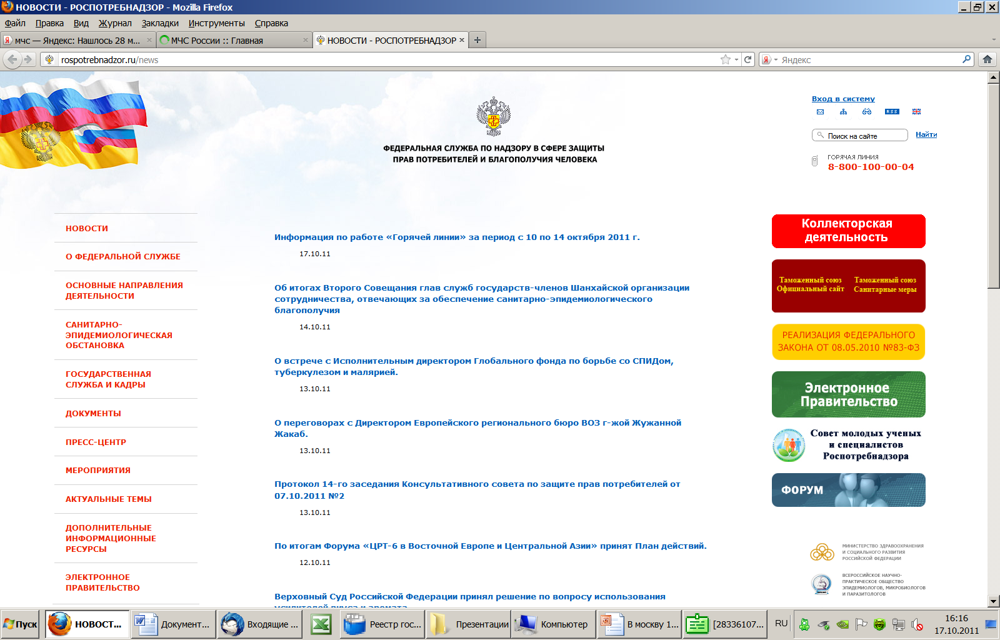 НОВОСТИ - РОСПОТРЕБНАДЗОР - Mozilla Firefox
Файл Правка Вид Журнал Закладки Инструменты Справка
мчс — Яндекс: Нашлось 28 м...
МЧС России :: Главная
НОВОСТИ - РОСПОТРЕБНАДЗОР
rospotrebnadzor.ru/news
Яндекс
ФЕДЕРАЛЬНАЯ СЛУЖБА ПО НАДЗОРУ В СФЕРЕ ЗАЩИТЫ
ПРАВ ПОТРЕБИТЕЛЕЙ И БЛАГОПОЛУЧИЯ ЧЕЛОВЕКА
Вход в систему
RSS
Поиск на сайте Найти
ГОРЯЧАЯ ЛИНИЯ
8-800-100-00-04
НОВОСТИ
О ФЕДЕРАЛЬНОЙ СЛУЖБЕ
ОСНОВНЫЕ НАПРАВЛЕНИЯ
ДЕЯТЕЛЬНОСТИ
САНИТАРНО-
ЭПИДЕМИОЛОГИЧЕСКАЯ
ОБСТАНОВКА
ГОСУДАРСТВЕННАЯ
СЛУЖБА И КАДРЫ
ДОКУМЕНТЫ
ПРЕСС-ЦЕНТР
МЕРОПРИЯТИЯ
АКТУАЛЬНЫЕ ТЕМЫ
ДОПОЛНИТЕЛЬНЫЕ
ИНФОРМАЦИОННЫЕ
РЕСУРСЫ
ЭЛЕКТРОННОЕ
ПРАВИТЕЛЬСТВО
Информация по работе «Горячей линии» за период с 10 по 14 октября 2011 г.
17.10.11
Об итогах Второго Совещания глав служб государств-членов Шанхайской организации
сотрудничества, отвечающих за обеспечение санитарно-эпидемиологического
благополучия
14.10.11
О встрече с Исполнительным директором Глобального фонда по борьбе со СПИДом,
туберкулезом и малярией.
13.10.11
О переговорах с Директором Европейского регионального бюро ВОЗ г-жой Жужанной
Жакаб.
13.10.11
Протокол 14-го заседания Консультативного совета по защите прав потребителей от
07.10.2011 №2
13.10.11
По итогам Форума «ЦРТ-6 в Восточной Европе и Центральной Азии» принят План действий.
12.10.11
Верховный Суд Российской Федерации принял решение по вопросу использования
усилителей вкуса и аромата
Коллекторская
деятельность
Таможенный союз
Официальный сайт
Таможенный союз
Санитарные меры
РЕАЛИЗАЦИЯ ФЕДЕРАЛЬНОГО
ЗАКОНА ОТ 08.05.2010 №83-ФЗ
Электронное
Правительство
Совет молодых ученых
и специалистов
Роспотребнадзора
ФОРУМ
МИНИСТЕРСТВО ЗДРАВООХРАНЕНИЯ
И СОЦИАЛЬНОГО РАЗВИТИЯ
РОССИЙСКОЙ ФЕДЕРАЦИИ
ВСЕРОССИЙСКОЕ НАУЧНО-
ПРАКТИЧЕСКОЕ ОБЩЕСТВО
ЭПИДЕМИОЛОГОВ, МИКРОБИОЛОГОВ
И ПАРАЗИТОЛОГОВ
Пуск
НОВОСТ...
Документ...
Входящие ...
Реестр гос...
Презентации
Компьютер
В москву 1...
[28336107...
RU
16:16
17.10.2011